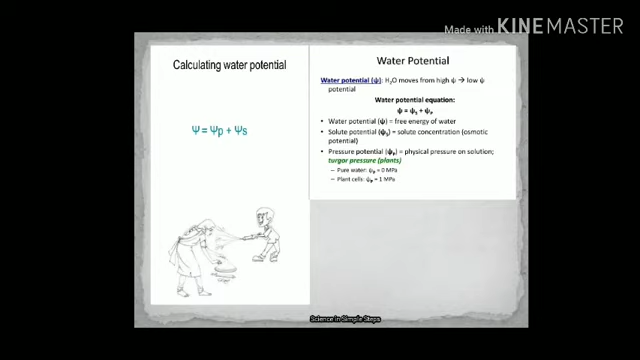 Made with KINEMASTER
Calculating water potential
Ψ = Ψp + Ψs
Water Potential
Water potential (ψ): H₂O moves from high ψ → low ψ
potential
Water potential equation:
ψ = ψS + ψP
• Water potential (ψ) = free energy of water
• Solute potential (ψS) = solute concentration (osmotic
potential)
• Pressure potential (ψP) = physical pressure on solution;
turgor pressure (plants)
– Pure water: ψP = 0 MPa
– Plant cells: ψP = 1 MPa
Science in Simple Steps